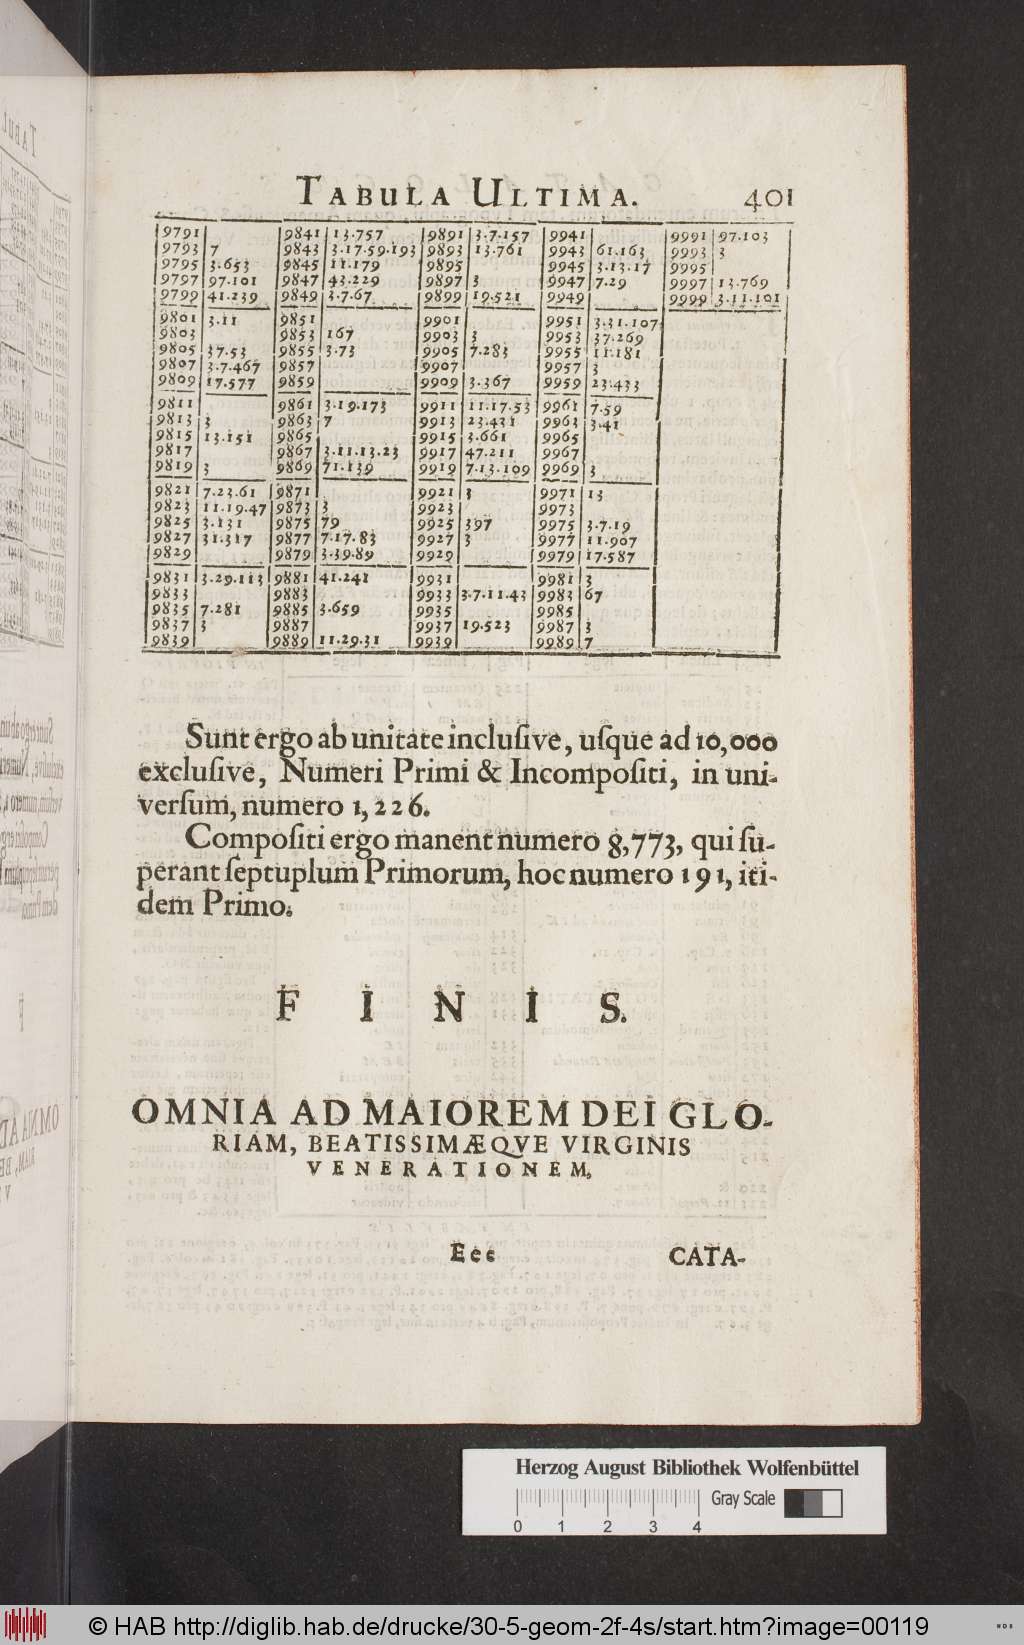 TABULA ULTIMA. 401
9791 | | 9841 | 13.757 | 9891 | 3.7.157 | 9941 | | 9991 | 97.103
9793 | 7 | 9843 | 3.17.59.193 | 9893 | 13.761 | 9943 | 61.163 | 9993 | 3
9795 | 3.653 | 9845 | 11.179 | 9895 | | 9945 | 3.13.17 | 9995 |
9797 | 97.101 | 9847 | 43.229 | 9897 | 3 | 9947 | 7.29 | 9997 | 13.769
9799 | 41.239 | 9849 | 3.7.67 | 9899 | 19.521 | 9949 | | 9999 | 3.11.101
9801 | 3.11 | 9851 | | 9901 | | 9951 | 3.31.107
9803 | | 9853 | 167 | 9903 | 3 | 9953 | 37.269
9805 | 37.53 | 9855 | 3.73 | 9905 | 7.283 | 9955 | 11.181
9807 | 3.7.467 | 9857 | | 9907 | | 9957 | 3
9809 | 17.577 | 9859 | | 9909 | 3.367 | 9959 | 23.433
9811 | | 9861 | 3.19.173 | 9911 | 11.17.53 | 9961 | 7.59
9813 | 3 | 9863 | 7 | 9913 | 23.431 | 9963 | 3.41
9815 | 13.151 | 9865 | | 9915 | 3.661 | 9965 |
9817 | | 9867 | 3.11.13.23 | 9917 | 47.211 | 9967 |
9819 | 3 | 9869 | 71.139 | 9919 | 7.13.109 | 9969 | 3
9821 | 7.23.61 | 9871 | | 9921 | 3 | 9971 | 13
9823 | 11.19.47 | 9873 | 3 | 9923 | | 9973 |
9825 | 3.131 | 9875 | 79 | 9925 | 397 | 9975 | 3.7.19
9827 | 31.317 | 9877 | 7.17.83 | 9927 | 3 | 9977 | 11.907
9829 | | 9879 | 3.39.89 | 9929 | | 9979 | 17.587
9831 | 3.29.113 | 9881 | 41.241 | 9931 | | 9981 | 3
9833 | | 9883 | | 9933 | 3.7.11.43 | 9983 | 67
9835 | 7.281 | 9885 | 3.659 | 9935 | | 9985 |
9837 | 3 | 9887 | | 9937 | 19.523 | 9987 | 3
9839 | | 9889 | 11.29.31 | 9939 | | 9989 | 7
Sunt ergo ab unitate incluſive, uſque ad 10,000
excluſive, Numeri Primi & Incompoſiti, in uni-
verſum, numero 1,226.
Compoſiti ergo manent numero 8,773, qui ſu-
perant ſeptuplum Primorum, hoc numero 191, iti-
dem Primo.
F I N I S.
OMNIA AD MAIOREM DEI GLO-
RIAM, BEATISSIMÆQVE VIRGINIS
VENERATIONEM.
Eee CATA-
Herzog August Bibliothek Wolfenbüttel
Gray Scale
0 1 2 3 4
© HAB http://diglib.hab.de/drucke/30-5-geom-2f-4s/start.htm?image=00119